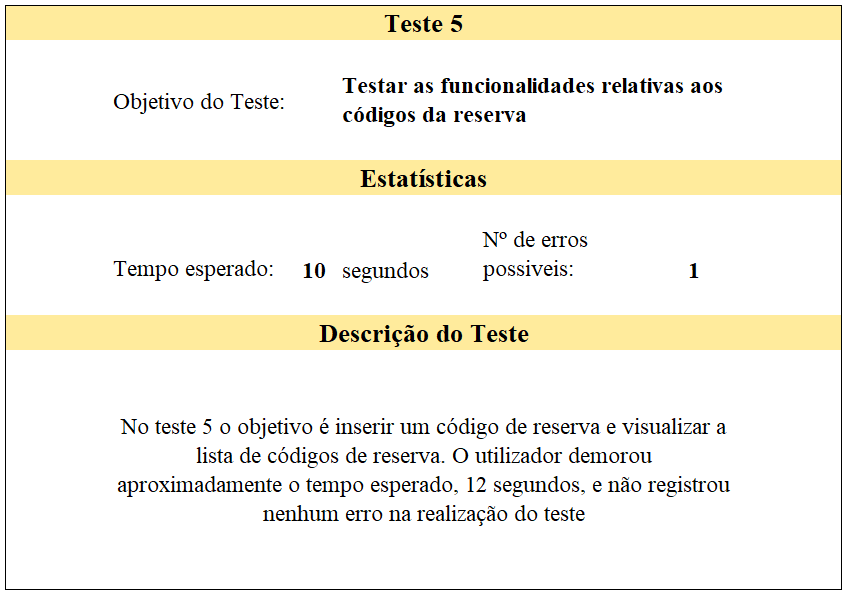 Teste 5
Objetivo do Teste:
Testar as funcionalidades relativas aos
códigos da reserva
Estatísticas
Tempo esperado: 10 segundos
Nº de erros
possiveis: 1
Descrição do Teste
No teste 5 o objetivo é inserir um código de reserva e visualizar a
lista de códigos de reserva. O utilizador demorou
aproximadamente o tempo esperado, 12 segundos, e não registrou
nenhum erro na realização do teste